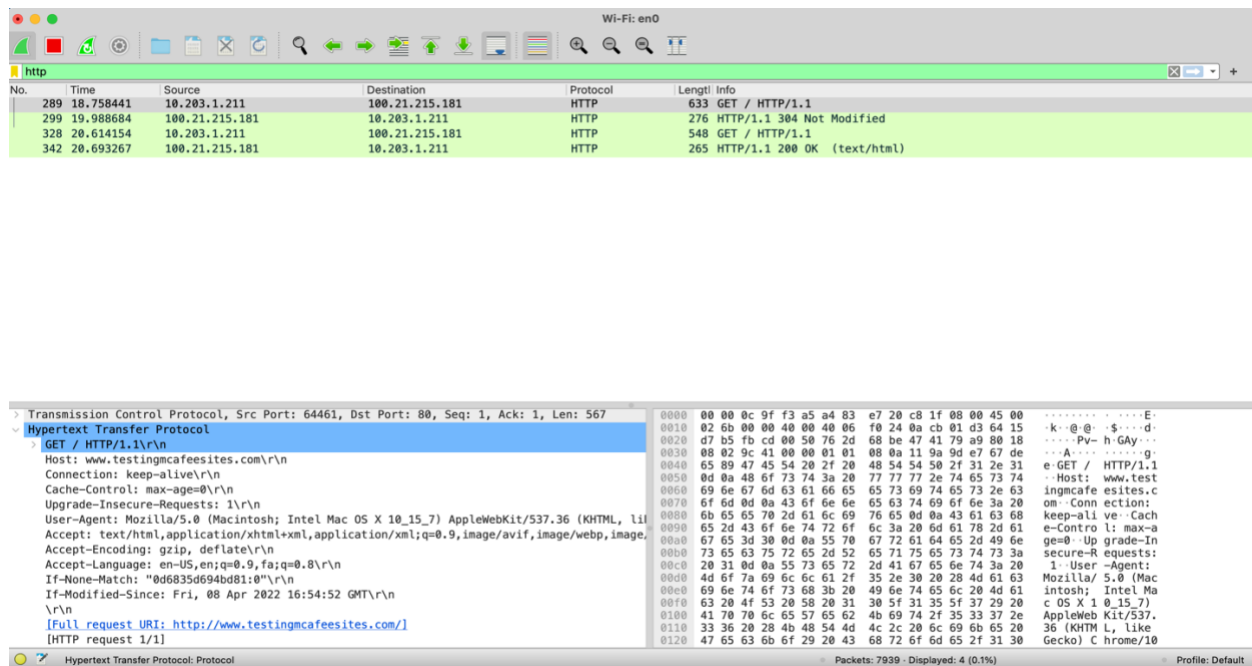 Wi-Fi: en0
http
No. Time Source Destination Protocol Lengtl Info
289 18.758441 10.203.1.211 100.21.215.181 HTTP 633 GET / HTTP/1.1
299 19.988684 100.21.215.181 10.203.1.211 HTTP 276 HTTP/1.1 304 Not Modified
328 20.614154 10.203.1.211 100.21.215.181 HTTP 548 GET / HTTP/1.1
342 20.693267 100.21.215.181 10.203.1.211 HTTP 265 HTTP/1.1 200 OK (text/html)
Transmission Control Protocol, Src Port: 64461, Dst Port: 80, Seq: 1, Ack: 1, Len: 567
Hypertext Transfer Protocol
GET / HTTP/1.1\r\n
Host: www.testingmcafeesites.com\r\n
Connection: keep-alive\r\n
Cache-Control: max-age=0\r\n
Upgrade-Insecure-Requests: 1\r\n
User-Agent: Mozilla/5.0 (Macintosh; Intel Mac OS X 10_15_7) AppleWebKit/537.36 (KHTML, li
Accept: text/html,application/xhtml+xml,application/xml;q=0.9,image/avif,image/webp,image,
Accept-Encoding: gzip, deflate\r\n
Accept-Language: en-US,en;q=0.9,fa;q=0.8\r\n
If-None-Match: "0d6835d694bd81:0"\r\n
If-Modified-Since: Fri, 08 Apr 2022 16:54:52 GMT\r\n
\r\n
[Full request URI: http://www.testingmcafeesites.com/]
[HTTP request 1/1]
0000 00 00 0c 9f f3 a5 a4 83 e7 20 c8 1f 08 00 45 00 ········ · ····E·
0010 02 6b 00 00 40 00 40 06 f0 24 0a cb 01 d3 64 15 ·k··@·@· ·$····d·
0020 d7 b5 fb cd 00 50 76 2d 68 be 47 41 79 a9 80 18 ·····Pv- h·GAy···
0030 08 02 9c 41 00 00 01 01 08 0a 11 9a 9d e7 67 de ···A···· ······g·
0040 65 89 47 45 54 20 2f 20 48 54 54 50 2f 31 2e 31 e·GET / HTTP/1.1
0050 0d 0a 48 6f 73 74 3a 20 77 77 77 2e 74 65 73 74 ··Host: www.test
0060 69 6e 67 6d 63 61 66 65 65 73 69 74 65 73 2e 63 ingmcafe esites.c
0070 6f 6d 0d 0a 43 6f 6e 6e 65 63 74 69 6f 6e 3a 20 om··Conn ection:
0080 6b 65 65 70 2d 61 6c 69 76 65 0d 0a 43 61 63 68 keep-ali ve··Cach
0090 65 2d 43 6f 6e 74 72 6f 6c 3a 20 6d 61 78 2d 61 e-Contro l: max-a
00a0 67 65 3d 30 0d 0a 55 70 67 72 61 64 65 2d 49 6e ge=0··Up grade-In
00b0 73 65 63 75 72 65 2d 52 65 71 75 65 73 74 73 3a secure-R equests:
00c0 20 31 0d 0a 55 73 65 72 2d 41 67 65 6e 74 3a 20 1··User -Agent:
00d0 4d 6f 7a 69 6c 6c 61 2f 35 2e 30 20 28 4d 61 63 Mozilla/ 5.0 (Mac
00e0 69 6e 74 6f 73 68 3b 20 49 6e 74 65 6c 20 4d 61 intosh; Intel Ma
00f0 63 20 4f 53 20 58 20 31 30 5f 31 35 5f 37 29 20 c OS X 1 0_15_7)
0100 41 70 70 6c 65 57 65 62 4b 69 74 2f 35 33 37 2e AppleWeb Kit/537.
0110 33 36 20 28 4b 48 54 4d 4c 2c 20 6c 69 6b 65 20 36 (KHTM L, like
0120 47 65 63 6b 6f 29 20 43 68 72 6f 6d 65 2f 31 30 Gecko) C hrome/10
Hypertext Transfer Protocol: Protocol Packets: 7939 · Displayed: 4 (0.1%) Profile: Default